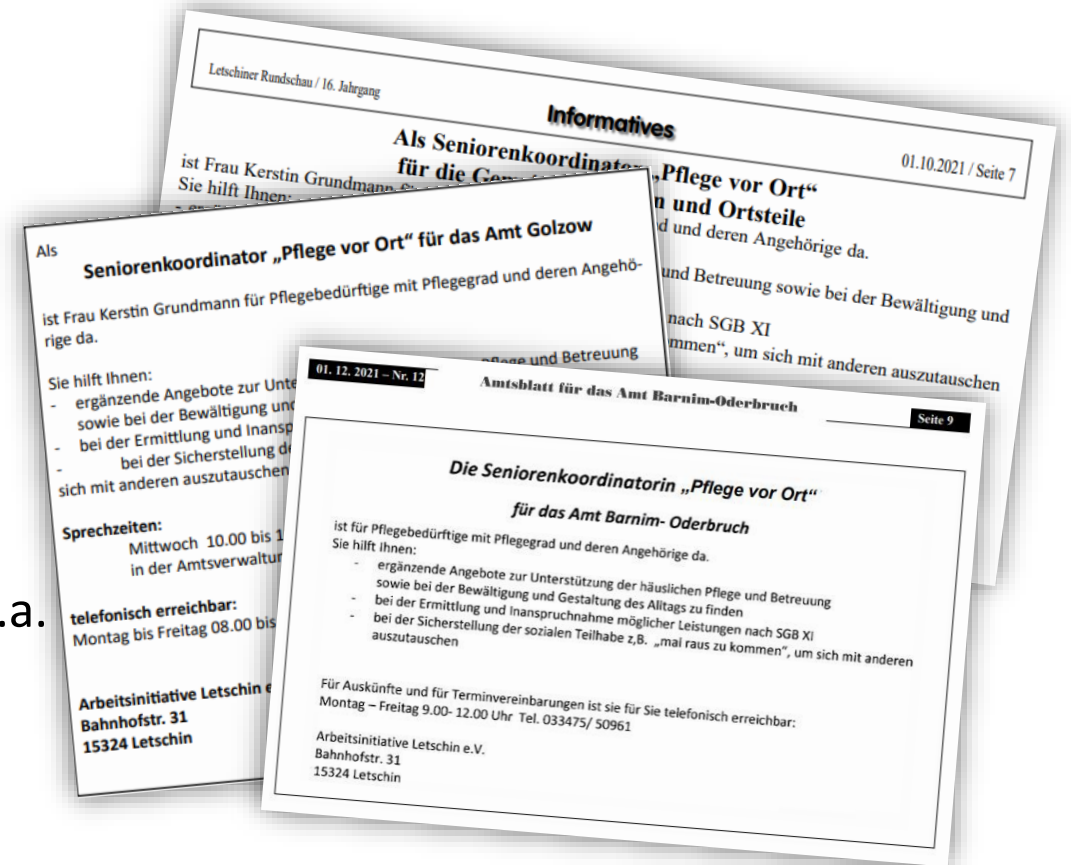 Letschiner Rundschau / 16. Jahrgang
Informatives
01.10.2021 / Seite 7
Als Seniorenkoordinator „Pflege vor Ort“
für die
n und Ortsteile
ist Frau Kerstin Grundmann
d und deren Angehörige da.
Sie hilft Ihnen:
und Betreuung sowie bei der Bewältigung und
nach SGB XI
mmen“, um sich mit anderen auszutauschen
Als
Seniorenkoordinator „Pflege vor Ort“ für das Amt Golzow
ist Frau Kerstin Grundmann für Pflegebedürftige mit Pflegegrad und deren Angehö-
rige da.
Sie hilft Ihnen:
- ergänzende Angebote zur Unte pflege und Betreuung
sowie bei der Bewältigung und
- bei der Ermittlung und Inansp
- bei der Sicherstellung de
sich mit anderen auszutauschen
Sprechzeiten:
Mittwoch 10.00 bis 1
in der Amtsverwaltun
telefonisch erreichbar:
Montag bis Freitag 08.00 bis
Arbeitsinitiative Letschin e
Bahnhofstr. 31
15324 Letschin
.a.
01. 12. 2021 – Nr. 12
Amtsblatt für das Amt Barnim-Oderbruch
Seite 9
Die Seniorenkoordinatorin „Pflege vor Ort“
für das Amt Barnim- Oderbruch
ist für Pflegebedürftige mit Pflegegrad und deren Angehörige da.
Sie hilft Ihnen:
- ergänzende Angebote zur Unterstützung der häuslichen Pflege und Betreuung
sowie bei der Bewältigung und Gestaltung des Alltags zu finden
- bei der Ermittlung und Inanspruchnahme möglicher Leistungen nach SGB XI
- bei der Sicherstellung der sozialen Teilhabe z,B. „mal raus zu kommen“, um sich mit anderen
auszutauschen
Für Auskünfte und für Terminvereinbarungen ist sie für Sie telefonisch erreichbar:
Montag – Freitag 9.00- 12.00 Uhr Tel. 033475/ 50961
Arbeitsinitiative Letschin e.V.
Bahnhofstr. 31
15324 Letschin